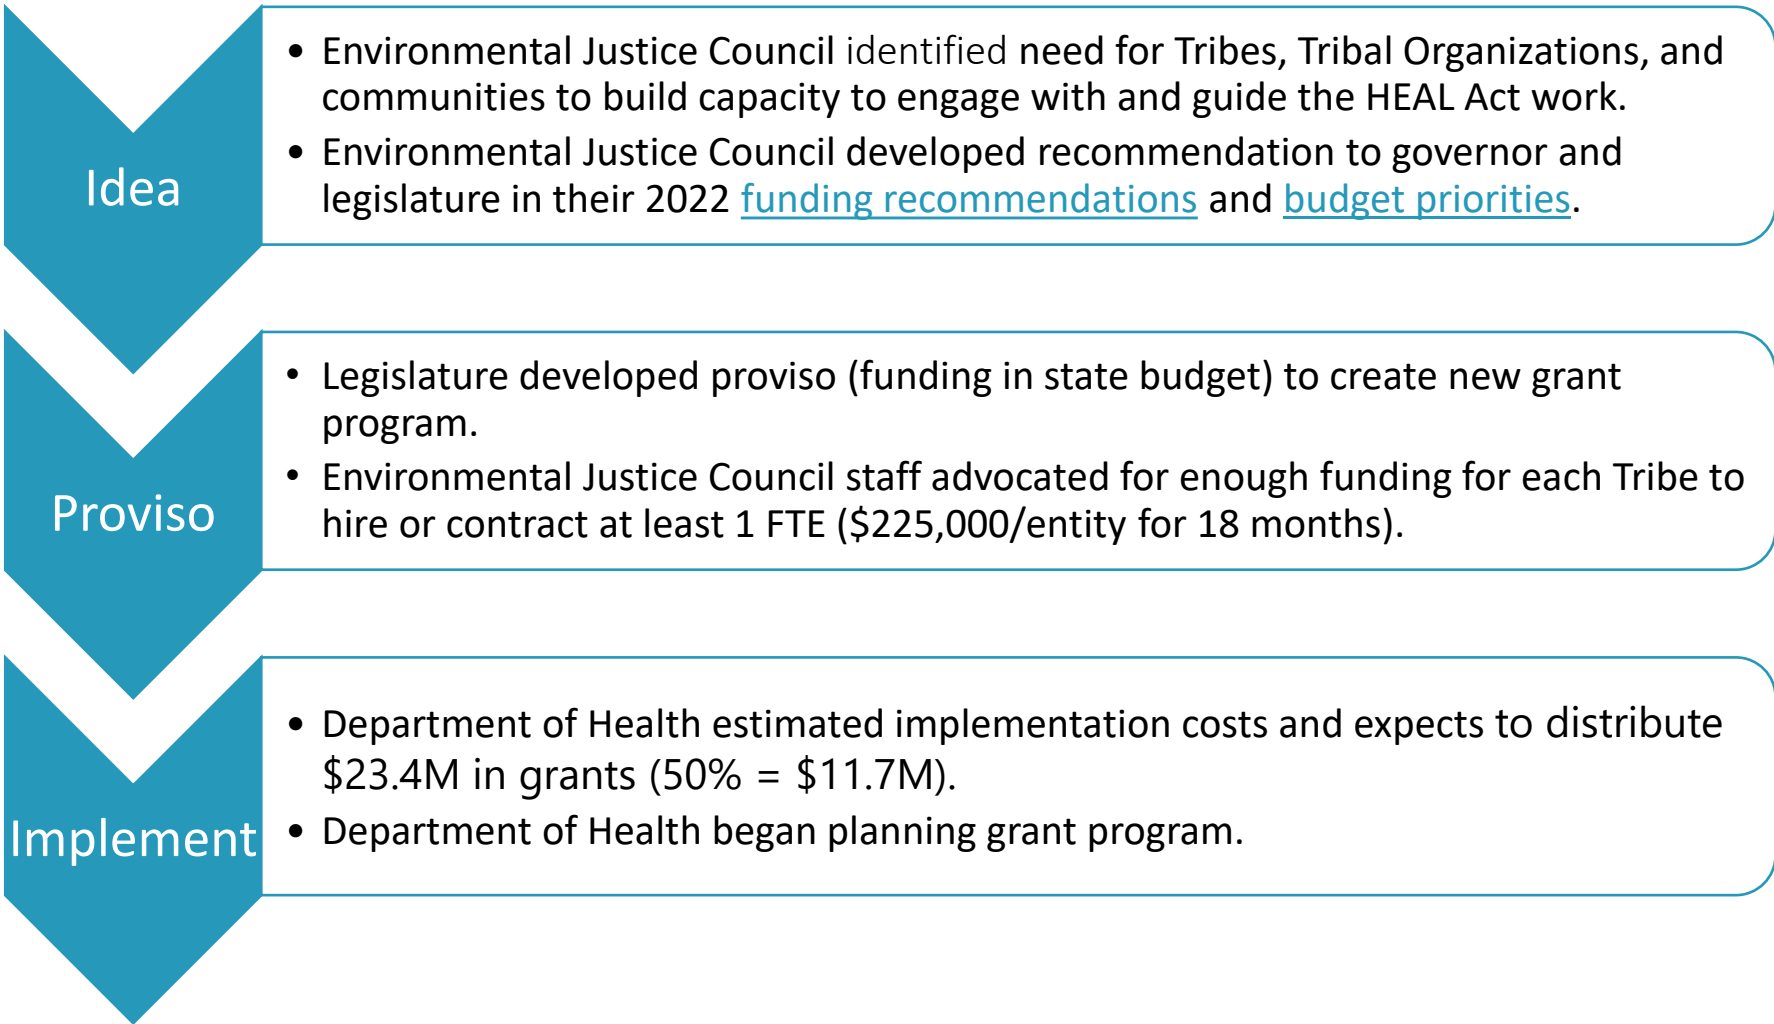 Idea
• Environmental Justice Council identified need for Tribes, Tribal Organizations, and
communities to build capacity to engage with and guide the HEAL Act work.
• Environmental Justice Council developed recommendation to governor and
legislature in their 2022 funding recommendations and budget priorities.
Proviso
• Legislature developed proviso (funding in state budget) to create new grant
program.
• Environmental Justice Council staff advocated for enough funding for each Tribe to
hire or contract at least 1 FTE ($225,000/entity for 18 months).
Implement
• Department of Health estimated implementation costs and expects to distribute
$23.4M in grants (50% = $11.7M).
• Department of Health began planning grant program.